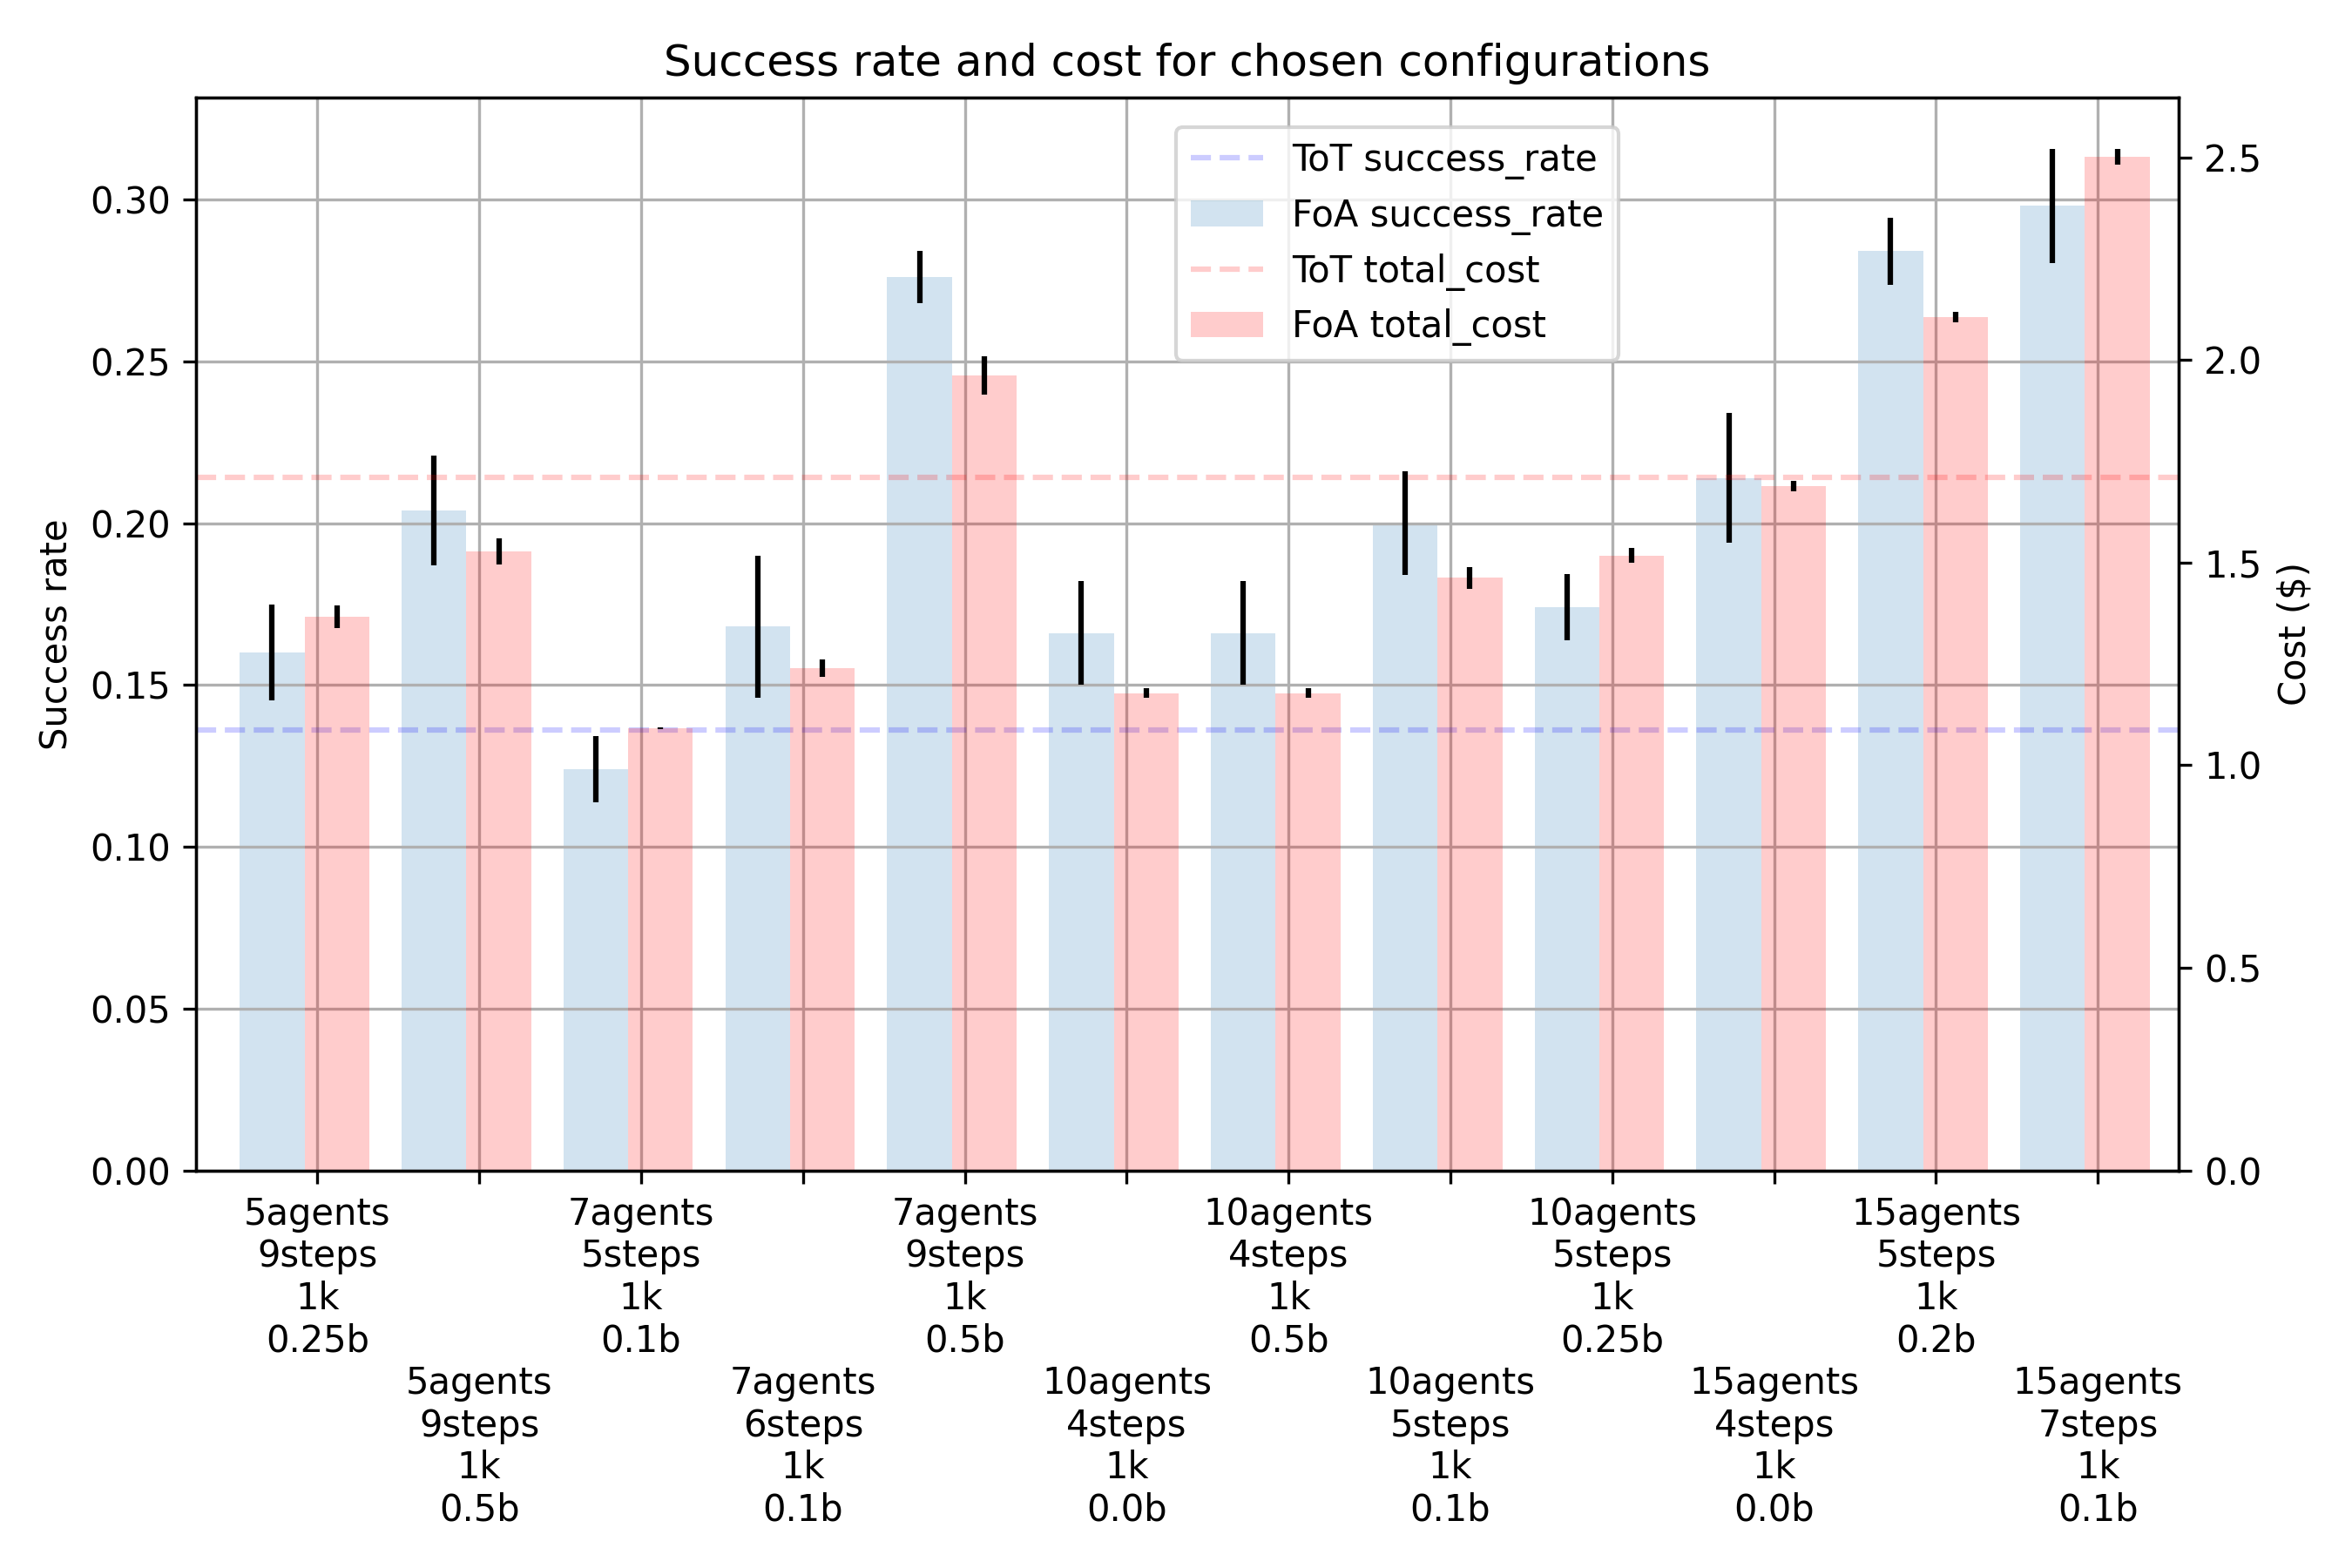 Success rate and cost for chosen configurations
ToT success_rate
FoA success_rate
ToT total_cost
FoA total_cost
Success rate
0.30
0.25
0.20
0.15
0.10
0.05
0.00
Cost ($)
2.5
2.0
1.5
1.0
0.5
0.0
5agents
9steps
1k
0.25b
5agents
9steps
1k
0.5b
7agents
5steps
1k
0.1b
7agents
6steps
1k
0.1b
7agents
9steps
1k
0.5b
10agents
4steps
1k
0.0b
10agents
4steps
1k
0.5b
10agents
5steps
1k
0.1b
10agents
5steps
1k
0.25b
15agents
4steps
1k
0.0b
15agents
5steps
1k
0.2b
15agents
7steps
1k
0.1b